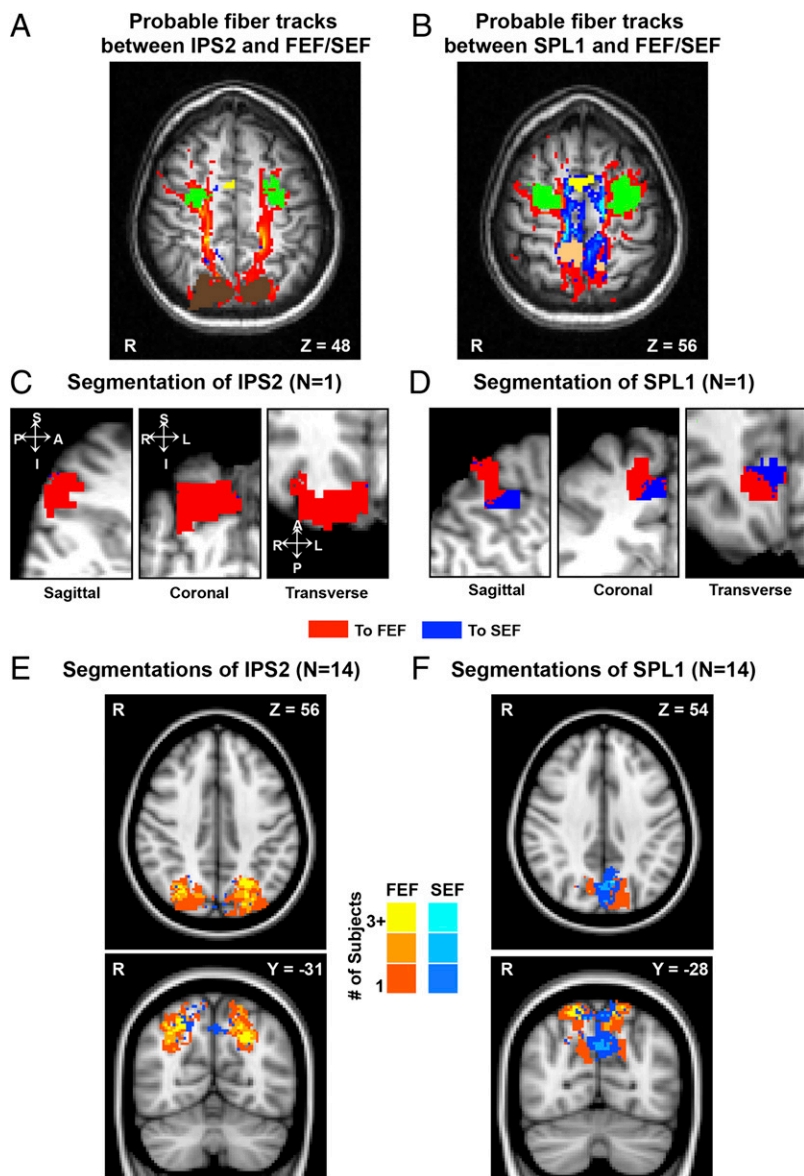 A
Probable fiber tracks
between IPS2 and FEF/SEF
R
Z = 48
B
Probable fiber tracks
between SPL1 and FEF/SEF
R
Z = 56
C
Segmentation of IPS2 (N=1)
S
P A
I
S
R L
I
A
R L
P
Sagittal
Coronal
Transverse
D
Segmentation of SPL1 (N=1)
Sagittal
Coronal
Transverse
To FEF
To SEF
E
Segmentations of IPS2 (N=14)
R
Z = 56
R
Y = -31
FEF
SEF
3+
1
# of Subjects
F
Segmentations of SPL1 (N=14)
R
Z = 54
R
Y = -28